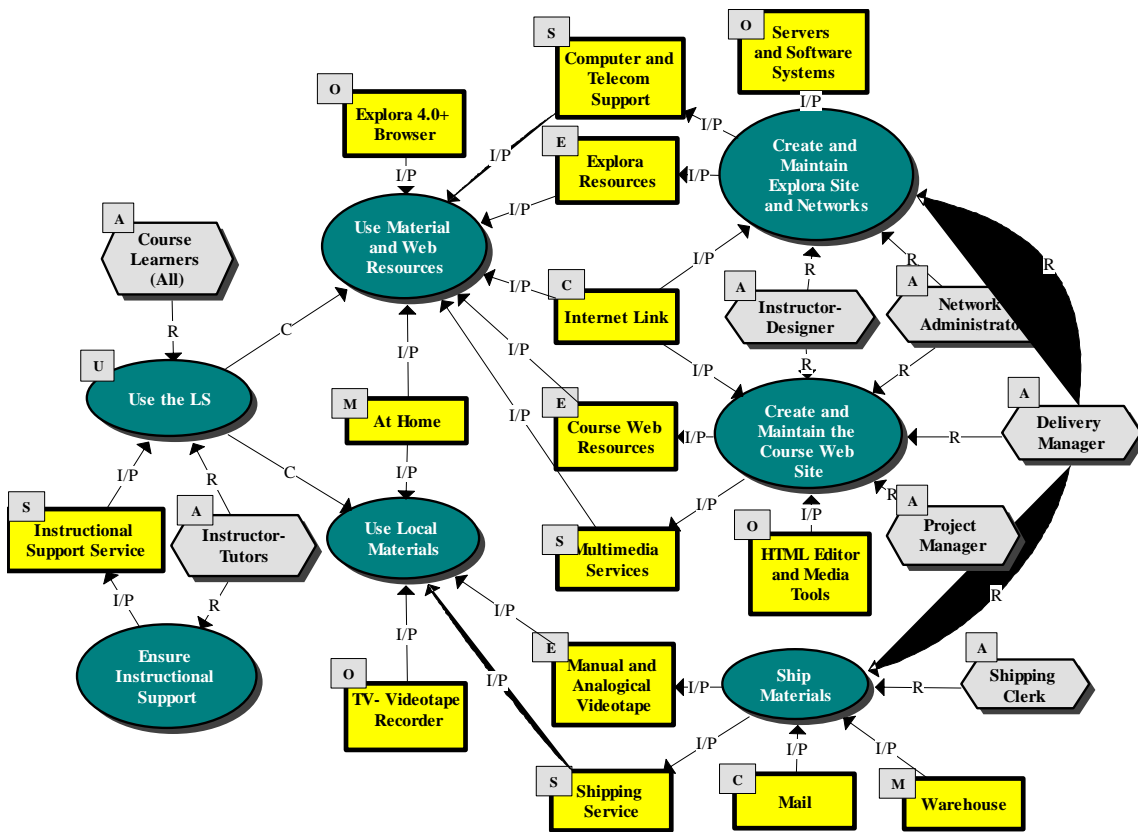 S
Computer and
Telecom
Support
O
Servers
and Software
Systems
I/P
O
Explora 4.0+
Browser
I/P
I/P
I/P
E
Explora
Resources
I/P
I/P
Create and
Maintain
Explora Site
and Networks
A
Course
Learners
(All)
Use Material
and Web
Resources
R
I/P
I/P
C
Internet Link
R
A
Instructor-
Designer
R
A
Network
Administrato
R
C
U
Use the LS
I/P
I/P
I/P
R
R
A
Delivery
Manager
M
At Home
E
Course Web
Resources
I/P
Create and
Maintain the
Course Web
Site
R
C
I/P
I/P
I/P
R
I/P
R
S
Instructional
Support Service
A
Instructor-
Tutors
Use Local
Materials
S
Multimedia
Services
I/P
O
HTML Editor
and Media
Tools
I/P
A
Project
Manager
R
I/P
R
Ensure
Instructional
Support
I/P
O
TV- Videotape
Recorder
I/P
I/P
E
Manual and
Analogical
Videotape
I/P
Ship
Materials
R
A
Shipping
Clerk
S
Shipping
Service
I/P
I/P
I/P
C
Mail
M
Warehouse